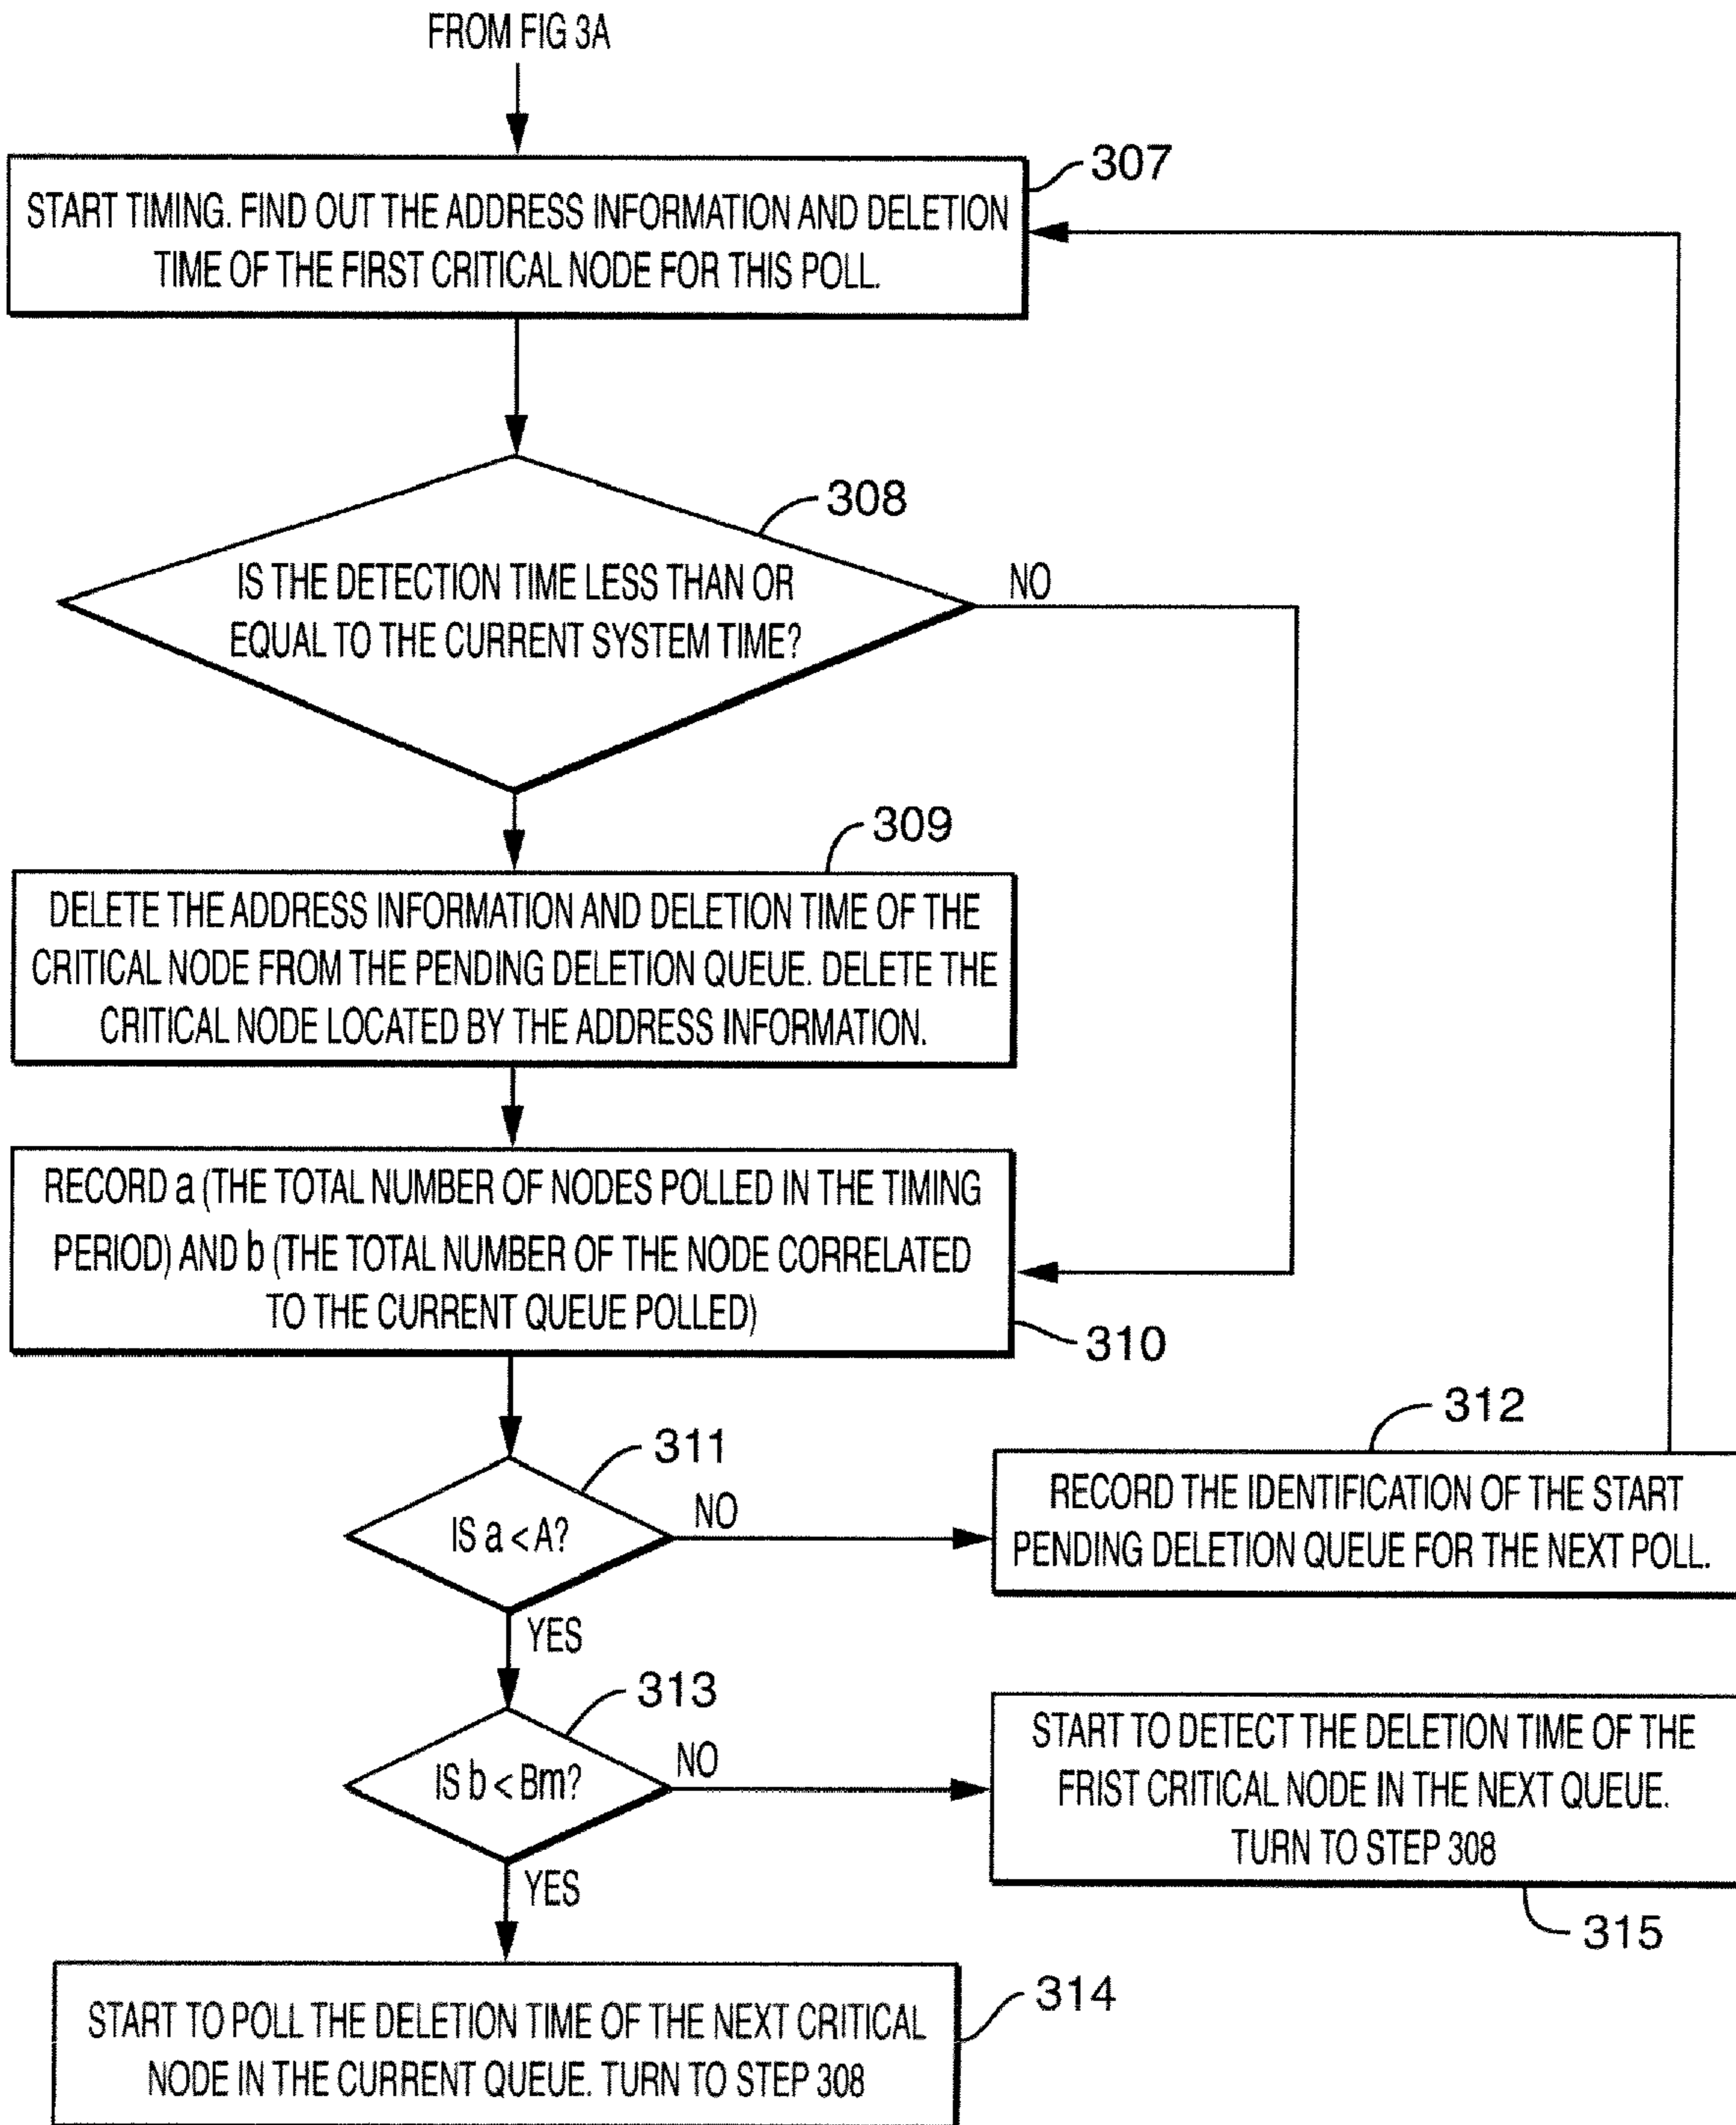 FROM FIG 3A
307
START TIMING. FIND OUT THE ADDRESS INFORMATION AND DELETION
TIME OF THE FIRST CRITICAL NODE FOR THIS POLL.
308
IS THE DETECTION TIME LESS THAN OR
EQUAL TO THE CURRENT SYSTEM TIME?
NO
309
DELETE THE ADDRESS INFORMATION AND DELETION TIME OF THE
CRITICAL NODE FROM THE PENDING DELETION QUEUE. DELETE THE
CRITICAL NODE LOCATED BY THE ADDRESS INFORMATION.
RECORD a (THE TOTAL NUMBER OF NODES POLLED IN THE TIMING
PERIOD) AND b (THE TOTAL NUMBER OF THE NODE CORRELATED
TO THE CURRENT QUEUE POLLED)
310
311
IS a < A?
NO
YES
312
RECORD THE IDENTIFICATION OF THE START
PENDING DELETION QUEUE FOR THE NEXT POLL.
313
IS b < Bm?
NO
YES
START TO DETECT THE DELETION TIME OF THE
FRIST CRITICAL NODE IN THE NEXT QUEUE.
TURN TO STEP 308
315
314
START TO POLL THE DELETION TIME OF THE NEXT CRITICAL
NODE IN THE CURRENT QUEUE. TURN TO STEP 308